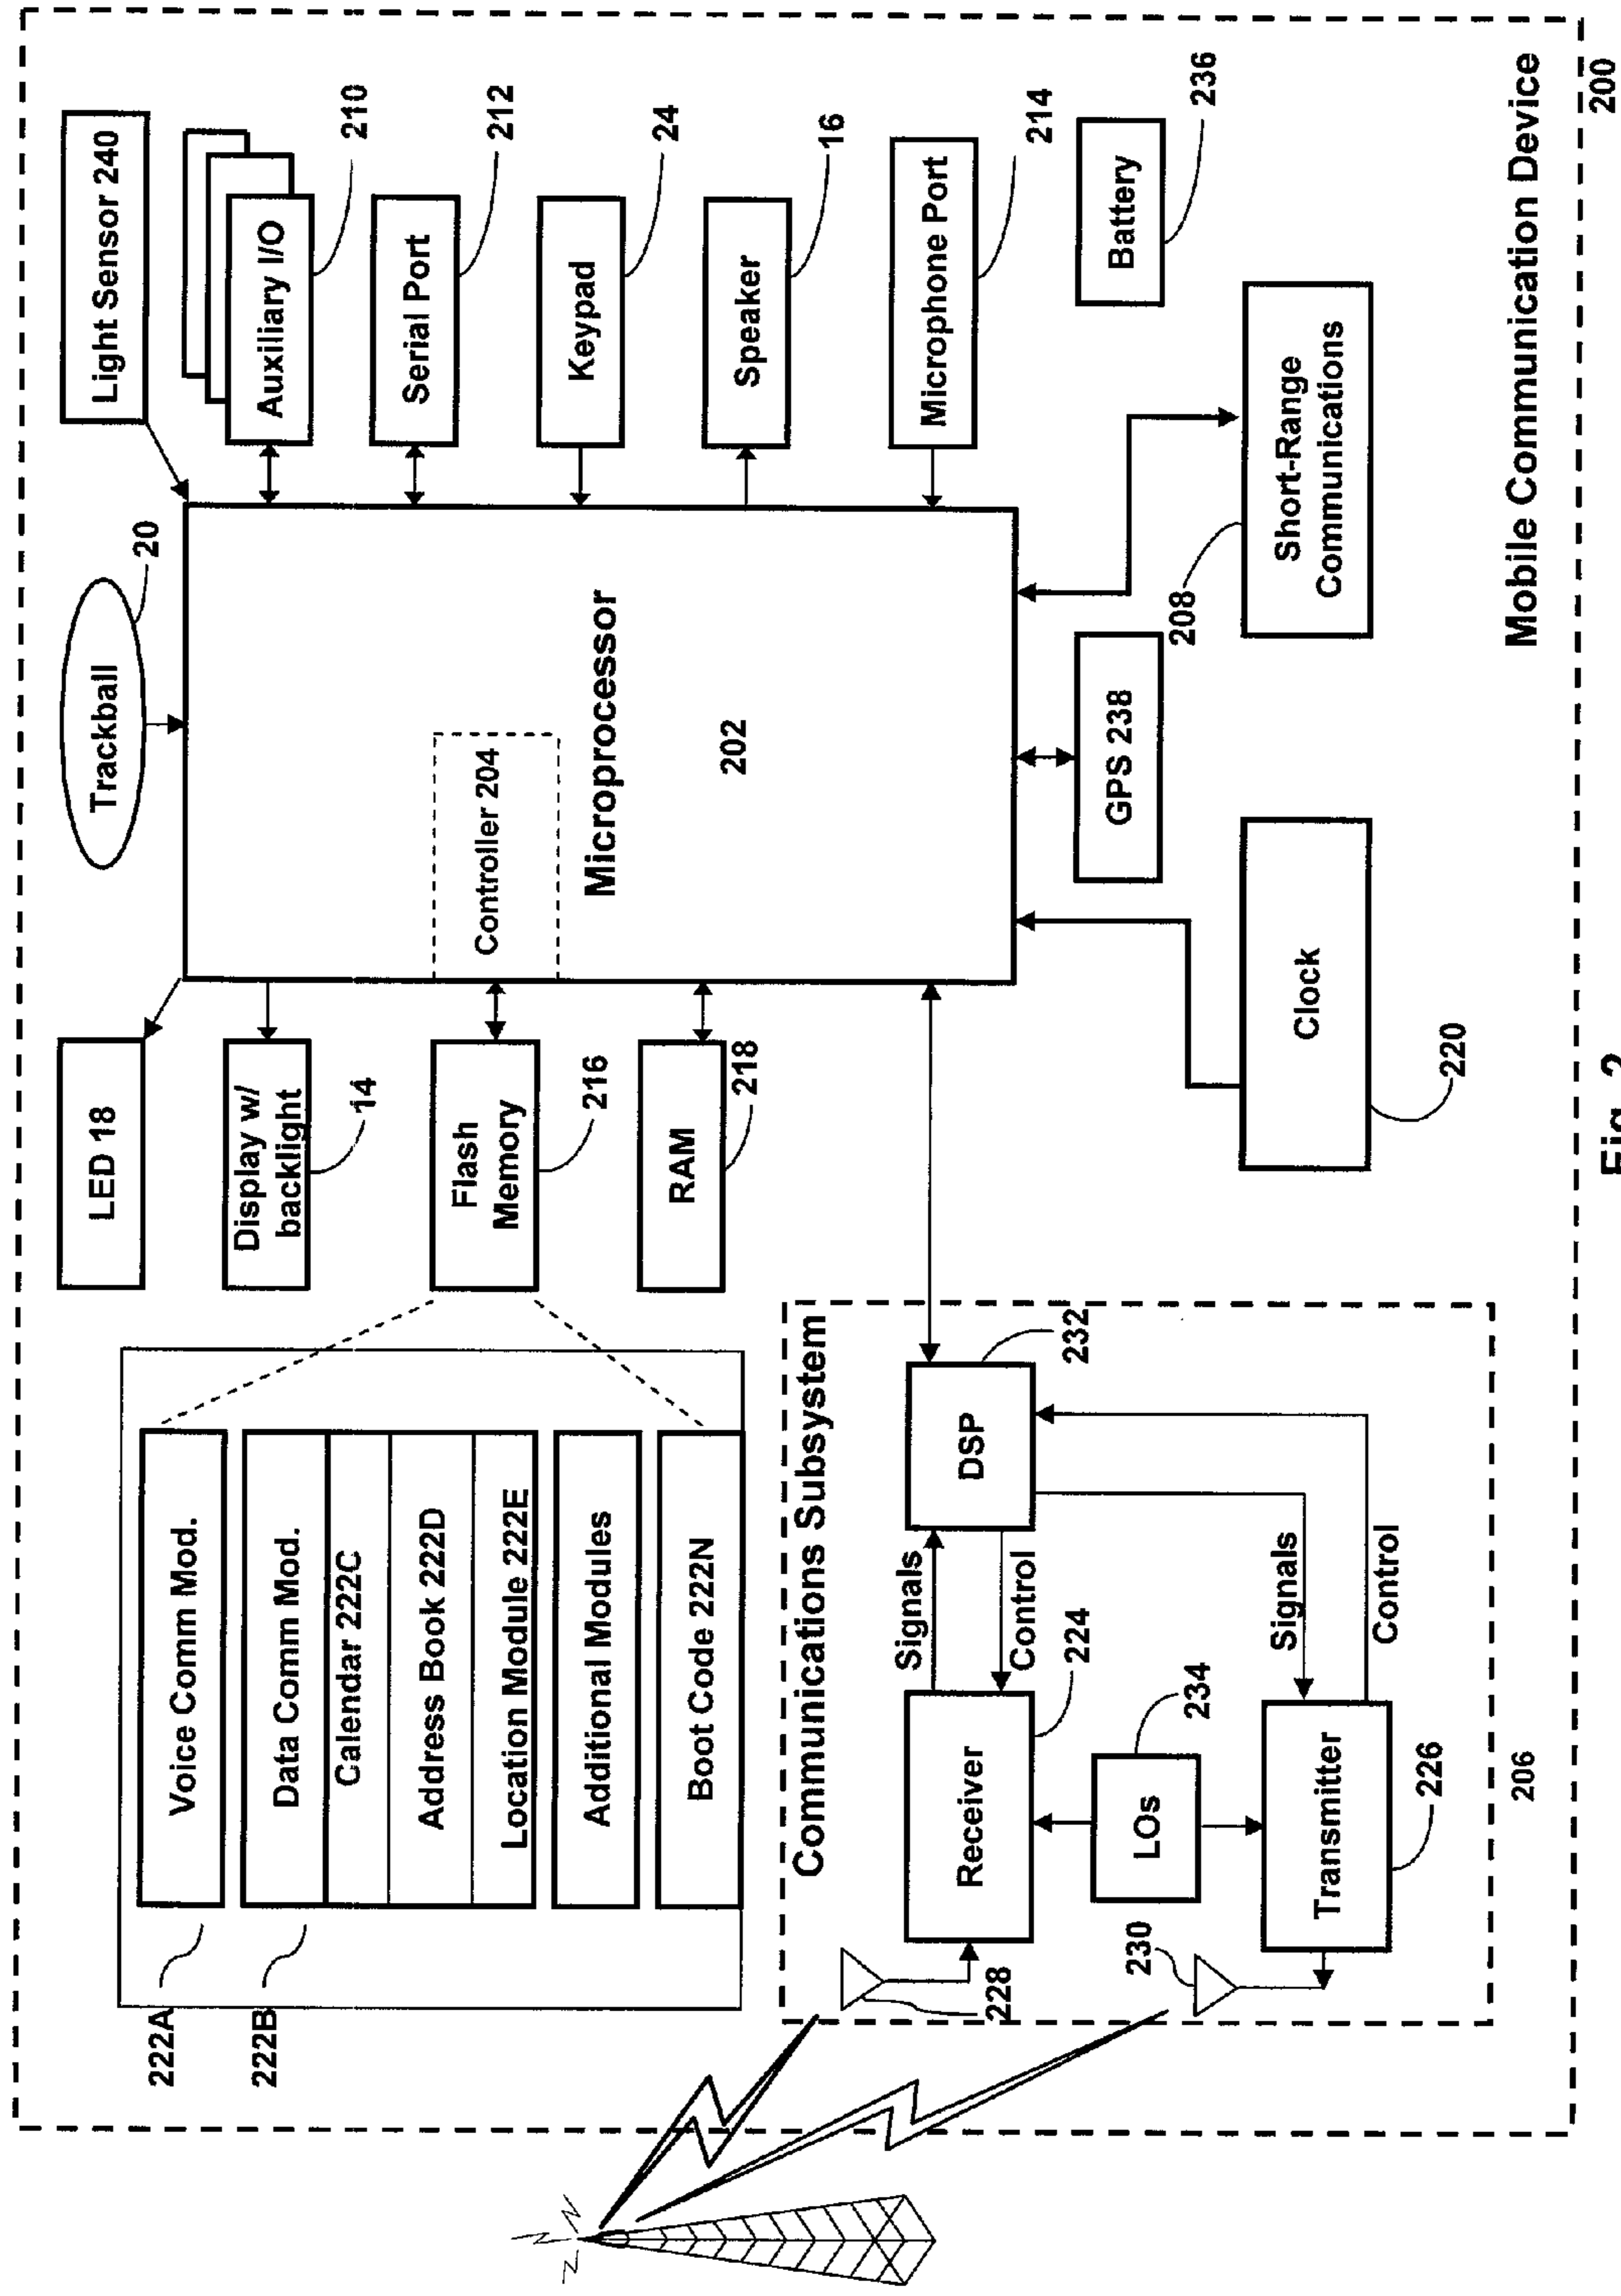 Trackball
20
Light Sensor 240
LED 18
Display w/
backlight
14
Auxiliary I/O
210
Serial Port
212
Keypad
24
Speaker
16
Microphone Port
214
Battery
236
Flash
Memory
216
RAM
218
Controller 204
Microprocessor
202
222A
Voice Comm Mod.
222B
Data Comm Mod.
Calendar 222C
Address Book 222D
Location Module 222E
Additional Modules
Boot Code 222N
Communications Subsystem
DSP
232
Signals
Control
Receiver
224
228
LOs
234
230
Signals
Control
Transmitter
226
206
GPS 238
Clock
220
208
Short-Range
Communications
Mobile Communication Device
200